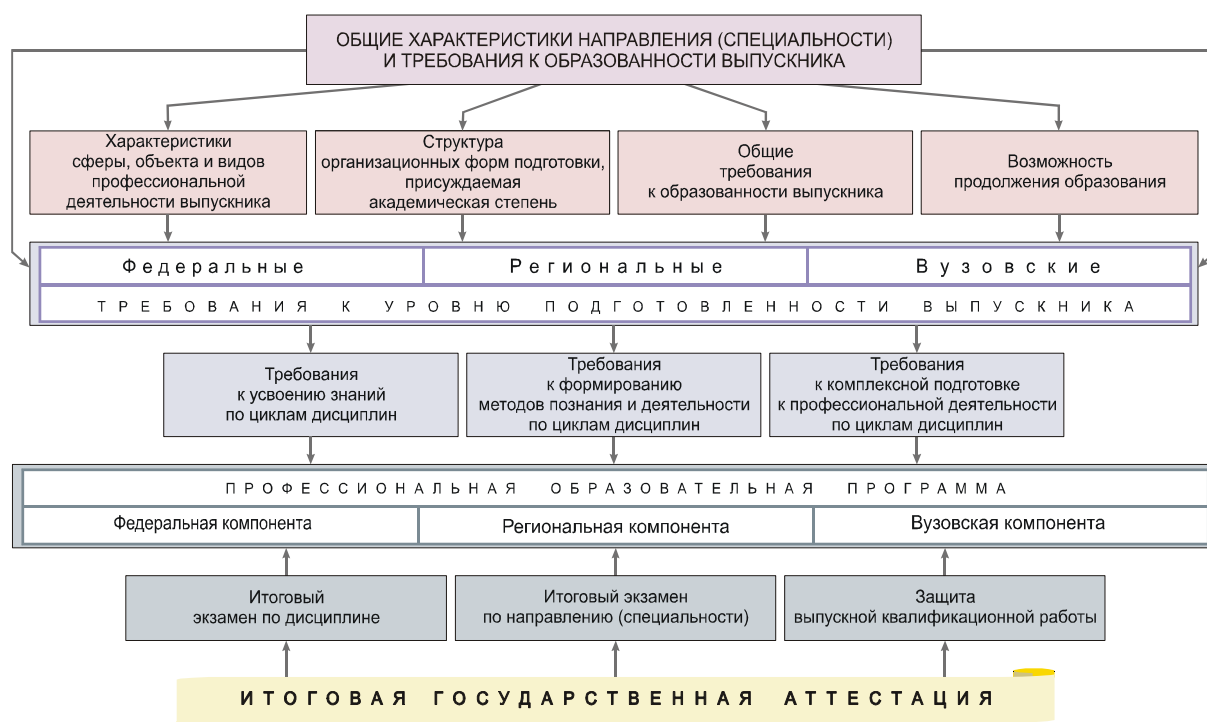 ОБЩИЕ ХАРАКТЕРИСТИКИ НАПРАВЛЕНИЯ (СПЕЦИАЛЬНОСТИ)
И ТРЕБОВАНИЯ К ОБРАЗОВАННОСТИ ВЫПУСКНИКА
Характеристики
сферы, объекта и видов
профессиональной
деятельности выпускника
Структура
организационных форм подготовки,
присуждаемая
академическая степень
Общие
требования
к образованности выпускника
Возможность
продолжения образования
Федеральные
Региональные
Вузовские
ТРЕБОВАНИЯ К УРОВНЮ ПОДГОТОВЛЕННОСТИ ВЫПУСКНИКА
Требования
к усвоению знаний
по циклам дисциплин
Требования
к формированию
методов познания и деятельности
по циклам дисциплин
Требования
к комплексной подготовке
к профессиональной деятельности
по циклам дисциплин
ПРОФЕССИОНАЛЬНАЯ ОБРАЗОВАТЕЛЬНАЯ ПРОГРАММА
Федеральная компонента
Региональная компонента
Вузовская компонента
Итоговый
экзамен по дисциплине
Итоговый экзамен
по направлению (специальности)
Защита
выпускной квалификационной работы
ИТОГОВАЯ ГОСУДАРСТВЕННАЯ АТТЕСТАЦИЯ